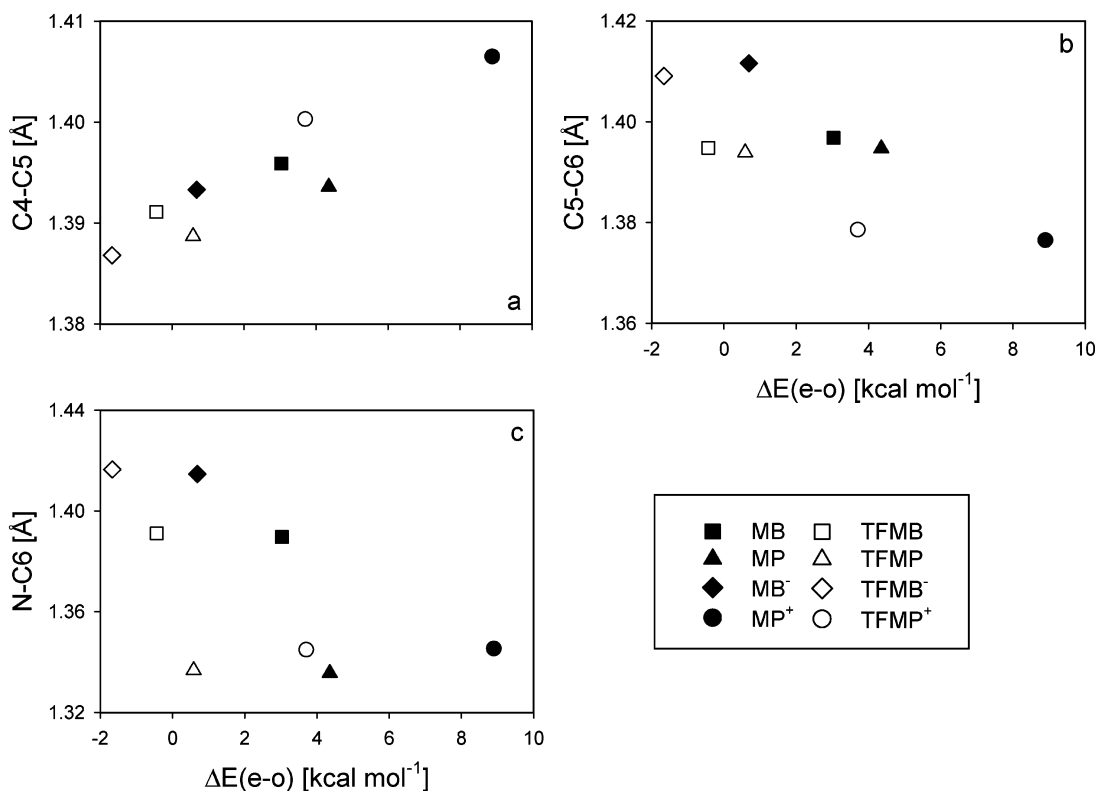 1.41
1.40
1.39
1.38
C4-C5 [Å]
a
1.42
1.40
1.38
1.36
C5-C6 [Å]
b
-2 0 2 4 6 8 10
ΔE(e-o) [kcal mol⁻¹]
1.44
1.40
1.36
1.32
N-C6 [Å]
c
-2 0 2 4 6 8 10
ΔE(e-o) [kcal mol⁻¹]
MB TFMB
MP TFMP
MB⁻ TFMB⁻
MP⁺ TFMP⁺